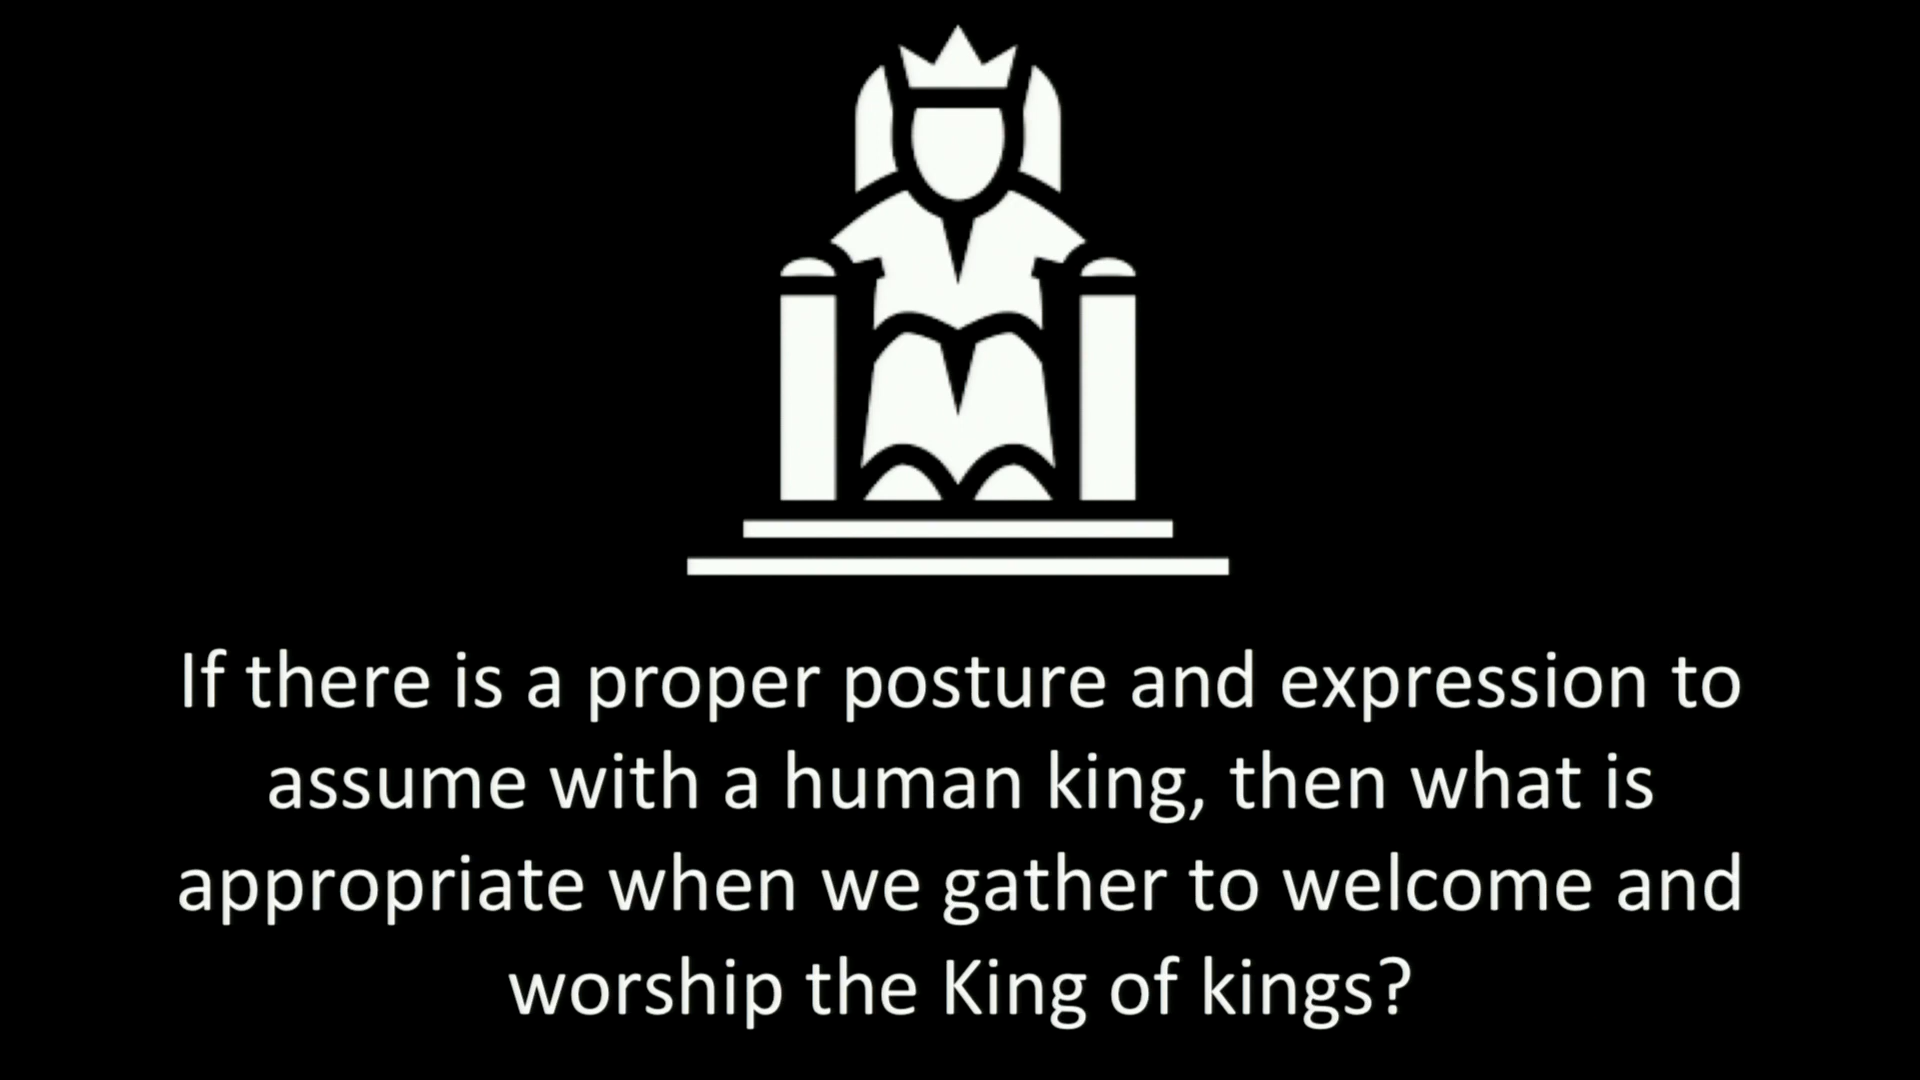 If there is a proper posture and expression to
assume with a human king, then what is
appropriate when we gather to welcome and
worship the King of kings?